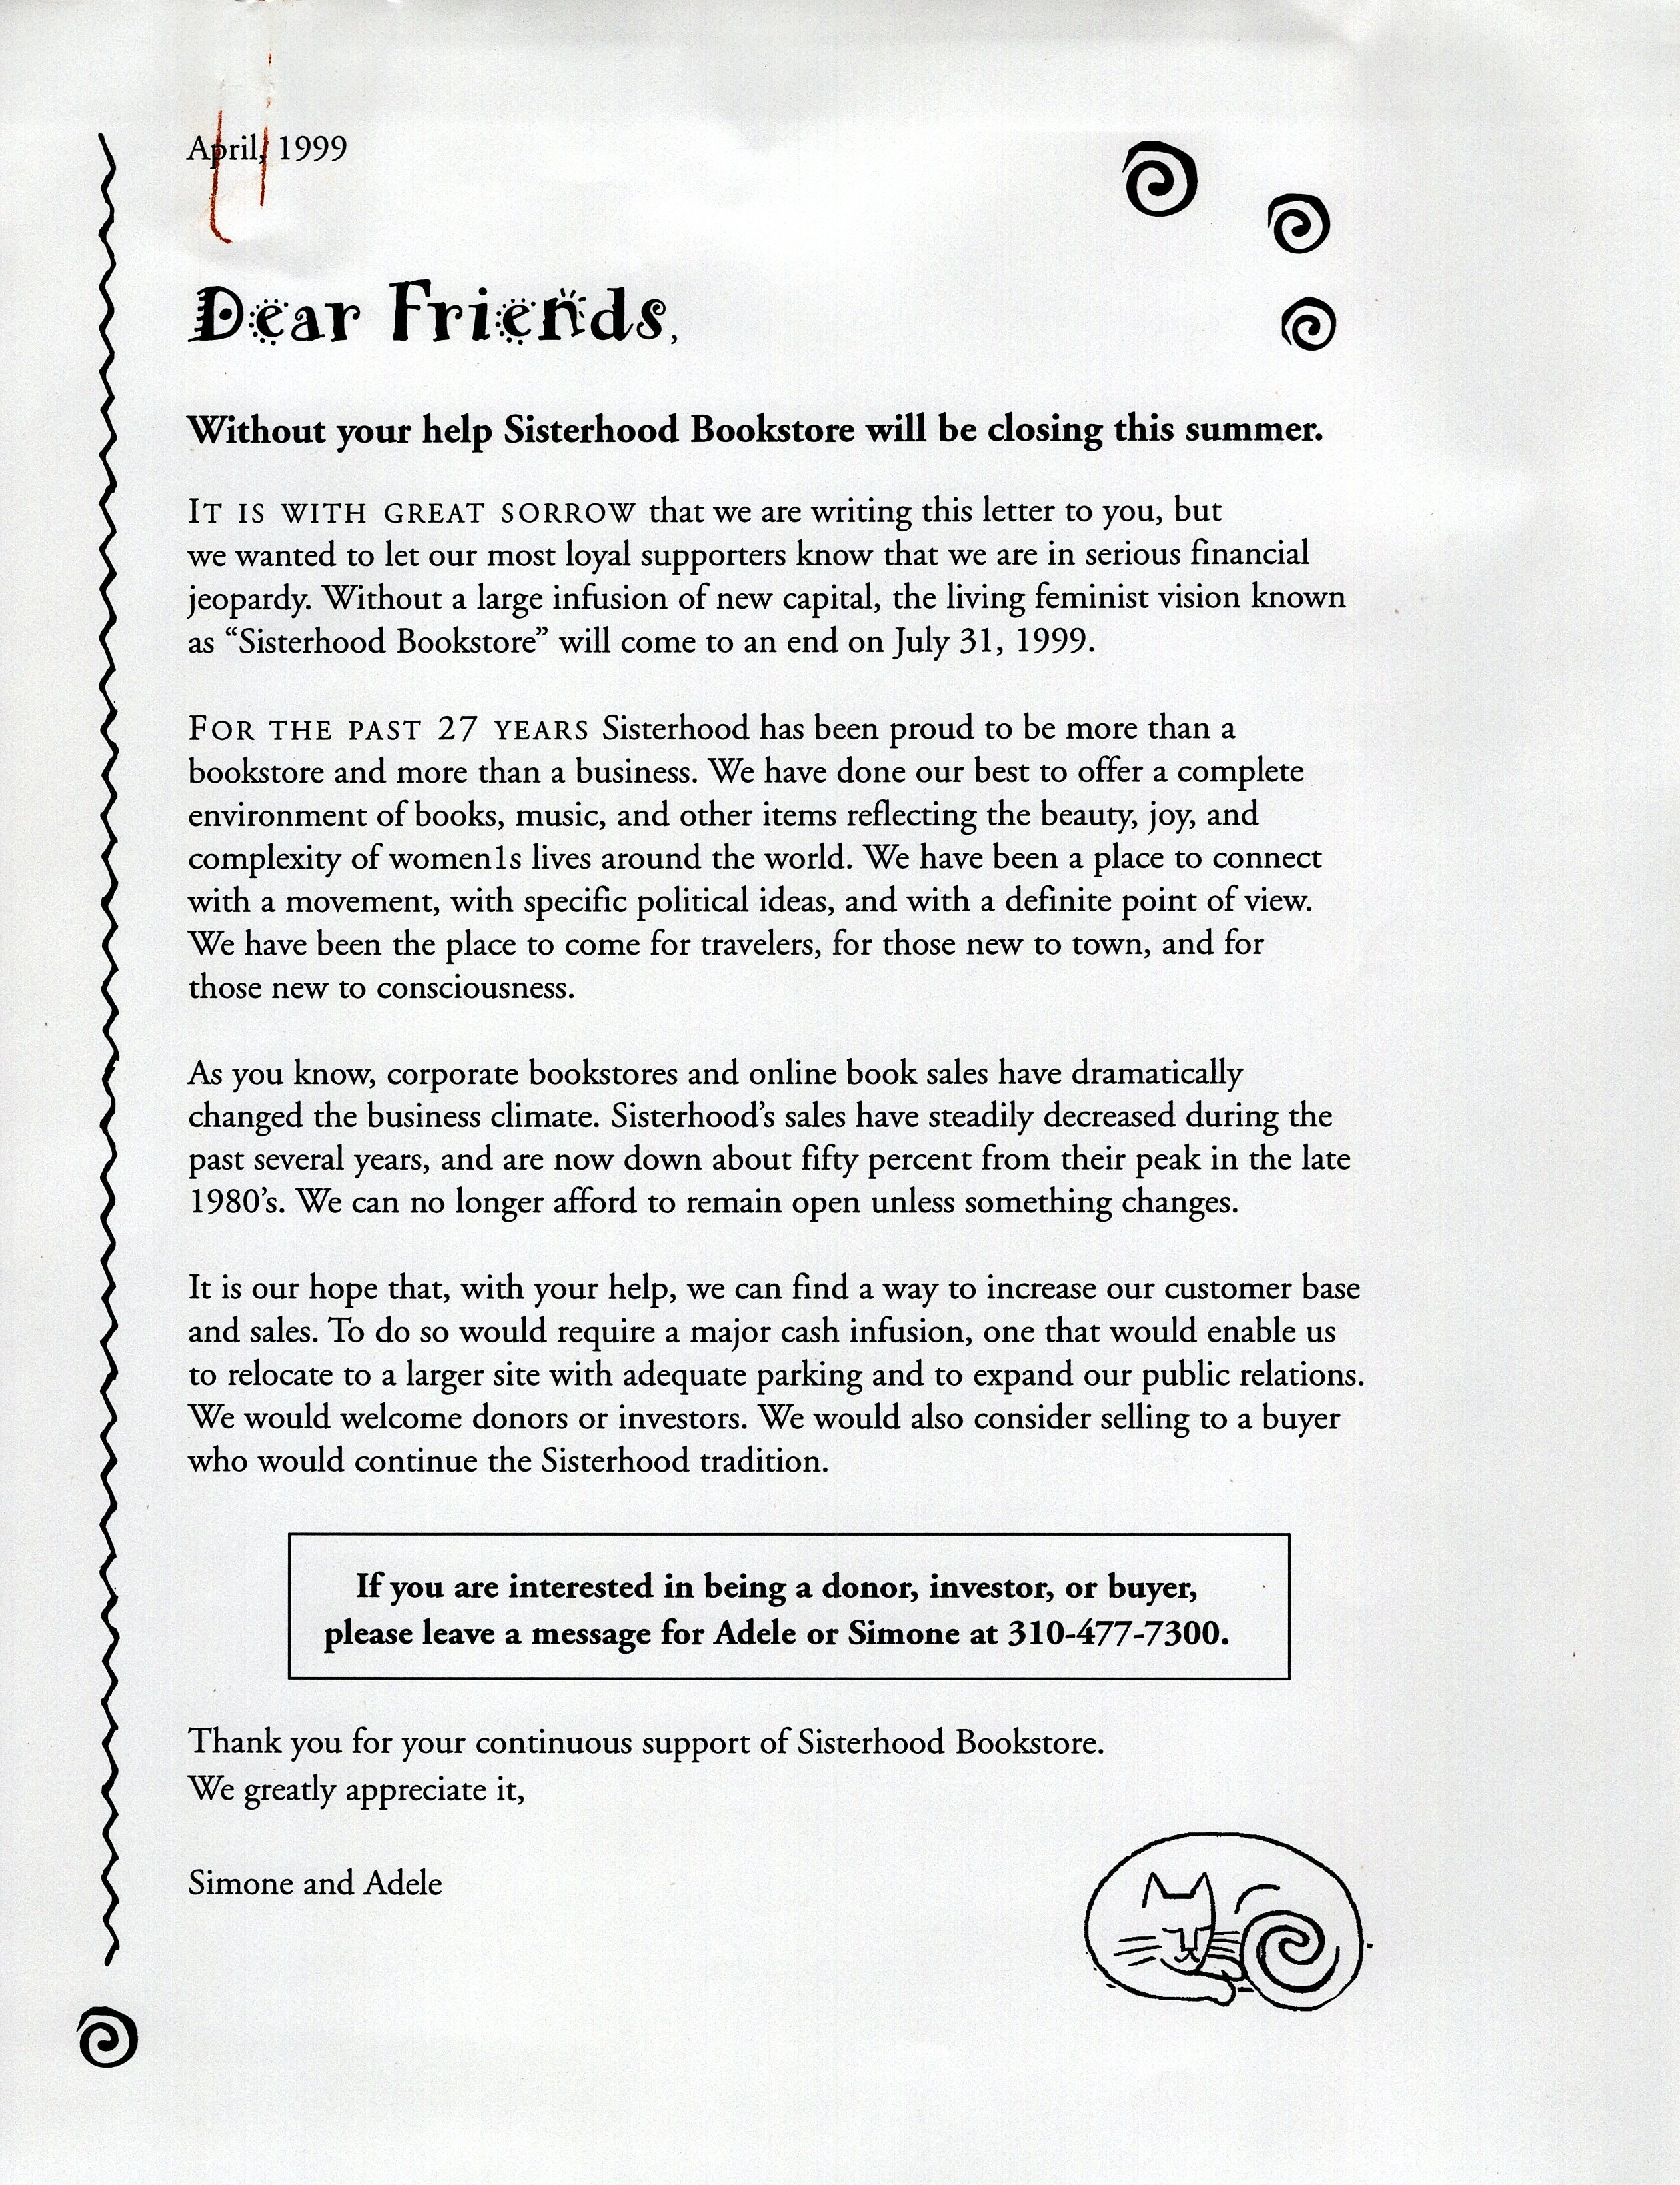 April, 1999
Dear Friends,
Without your help Sisterhood Bookstore will be closing this summer.
IT IS WITH GREAT SORROW that we are writing this letter to you, but
we wanted to let our most loyal supporters know that we are in serious financial
jeopardy. Without a large infusion of new capital, the living feminist vision known
as “Sisterhood Bookstore” will come to an end on July 31, 1999.
FOR THE PAST 27 YEARS Sisterhood has been proud to be more than a
bookstore and more than a business. We have done our best to offer a complete
environment of books, music, and other items reflecting the beauty, joy, and
complexity of women1s lives around the world. We have been a place to connect
with a movement, with specific political ideas, and with a definite point of view.
We have been the place to come for travelers, for those new to town, and for
those new to consciousness.
As you know, corporate bookstores and online book sales have dramatically
changed the business climate. Sisterhood’s sales have steadily decreased during the
past several years, and are now down about fifty percent from their peak in the late
1980’s. We can no longer afford to remain open unless something changes.
It is our hope that, with your help, we can find a way to increase our customer base
and sales. To do so would require a major cash infusion, one that would enable us
to relocate to a larger site with adequate parking and to expand our public relations.
We would welcome donors or investors. We would also consider selling to a buyer
who would continue the Sisterhood tradition.
If you are interested in being a donor, investor, or buyer,
please leave a message for Adele or Simone at 310-477-7300.
Thank you for your continuous support of Sisterhood Bookstore.
We greatly appreciate it,
Simone and Adele